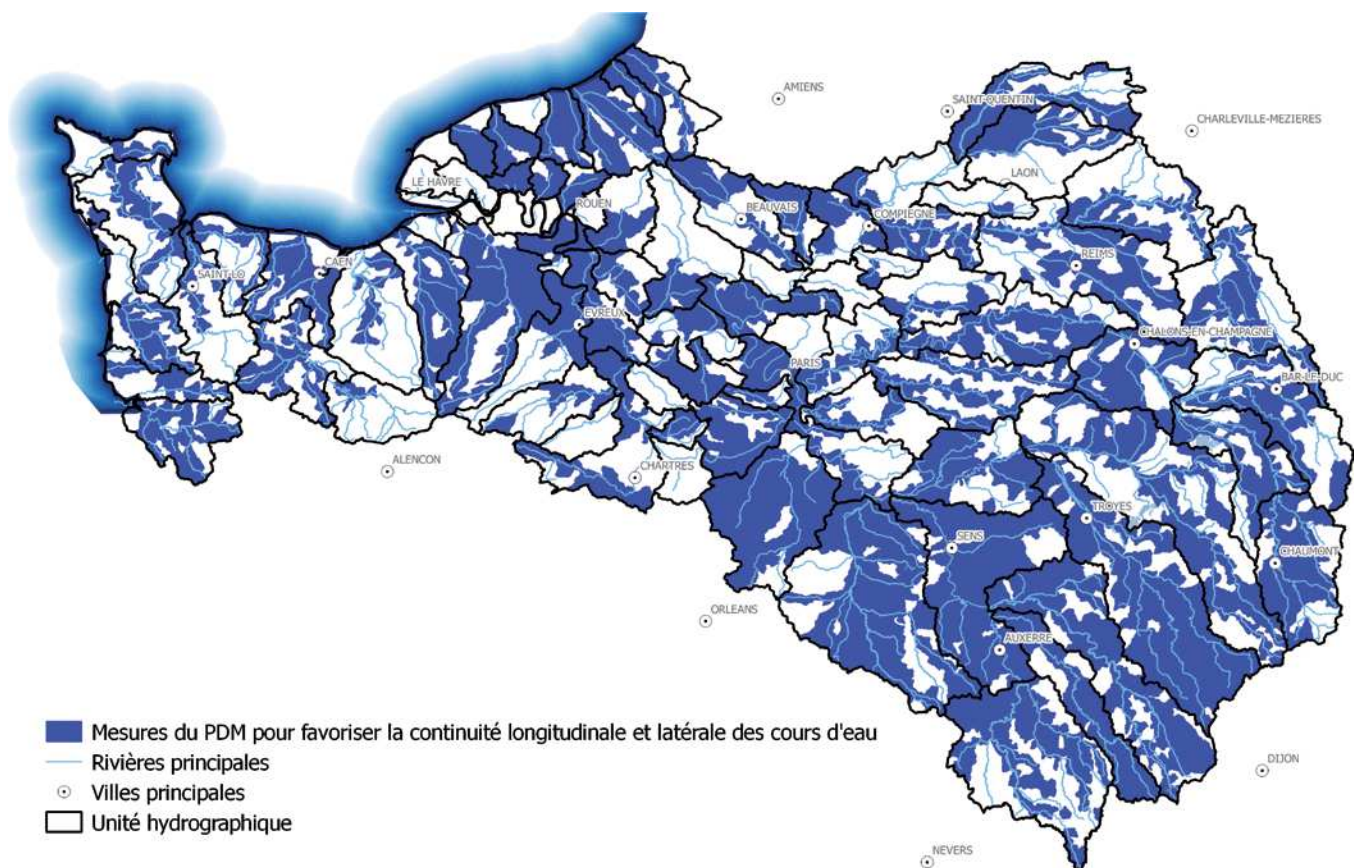 AMIENS
SAINT-QUENTIN
CHARLEVILLE-MEZIERES
LAON
LE HAVRE
ROUEN
BEAUVAIS
COMPIEGNE
CAEN
SAINT-LO
REIMS
EVREUX
CHALONS-EN-CHAMPAGNE
PARIS
BAR-LE-DUC
ALENCON
CHARTRES
TROYES
SENS
CHAUMONT
ORLEANS
AUXERRE
DIJON
NEVERS
Mesures du PDM pour favoriser la continuité longitudinale et latérale des cours d'eau
Rivières principales
Villes principales
Unité hydrographique